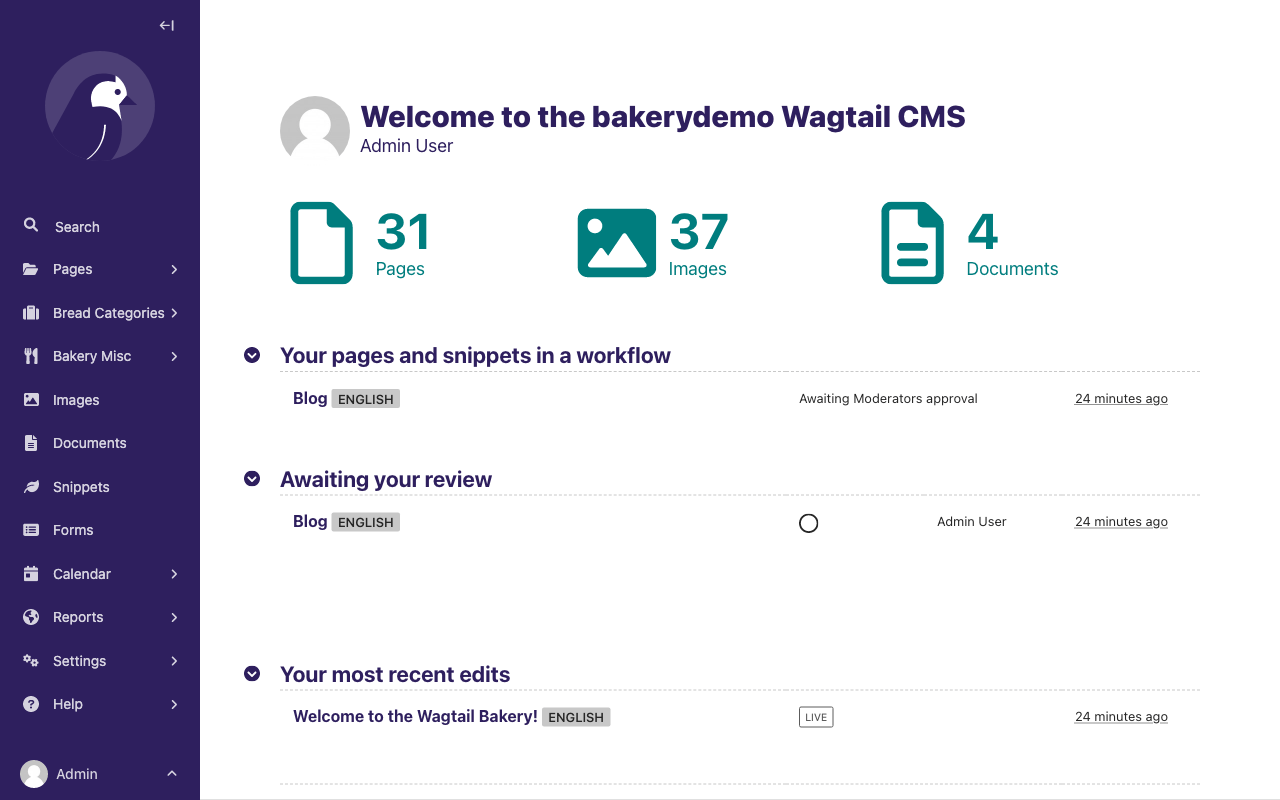 Search
Pages
Bread Categories
Bakery Misc
Images
Documents
Snippets
Forms
Calendar
Reports
Settings
Help
Admin
Welcome to the bakerydemo Wagtail CMS
Admin User
31 Pages
37 Images
4 Documents
Your pages and snippets in a workflow
Blog ENGLISH Awaiting Moderators approval 24 minutes ago
Awaiting your review
Blog ENGLISH Admin User 24 minutes ago
Your most recent edits
Welcome to the Wagtail Bakery! ENGLISH LIVE 24 minutes ago